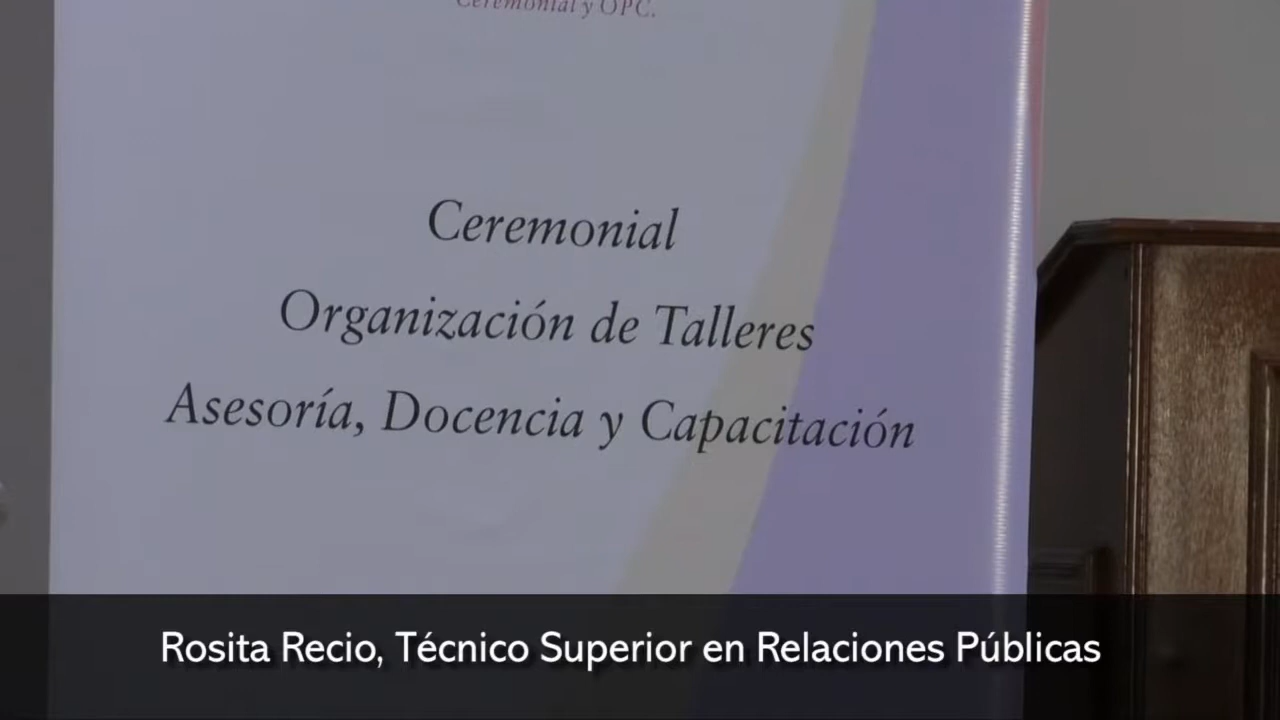 Ceremonial y OPC.
Ceremonial
Organización de Talleres
Asesoría, Docencia y Capacitación
Rosita Recio, Técnico Superior en Relaciones Públicas